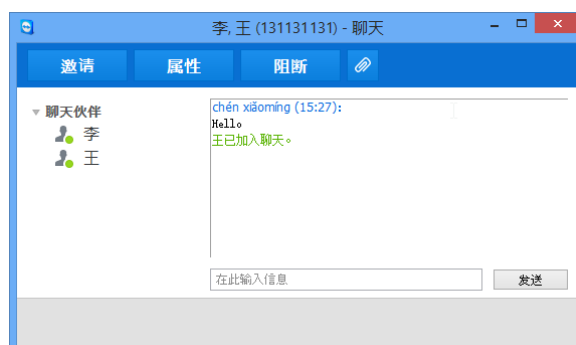 李, 王 (131131131) - 聊天
邀请 属性 阻断
聊天伙伴
李
王
chén xiǎomíng (15:27):
Hello
王已加入聊天。
在此输入信息
发送